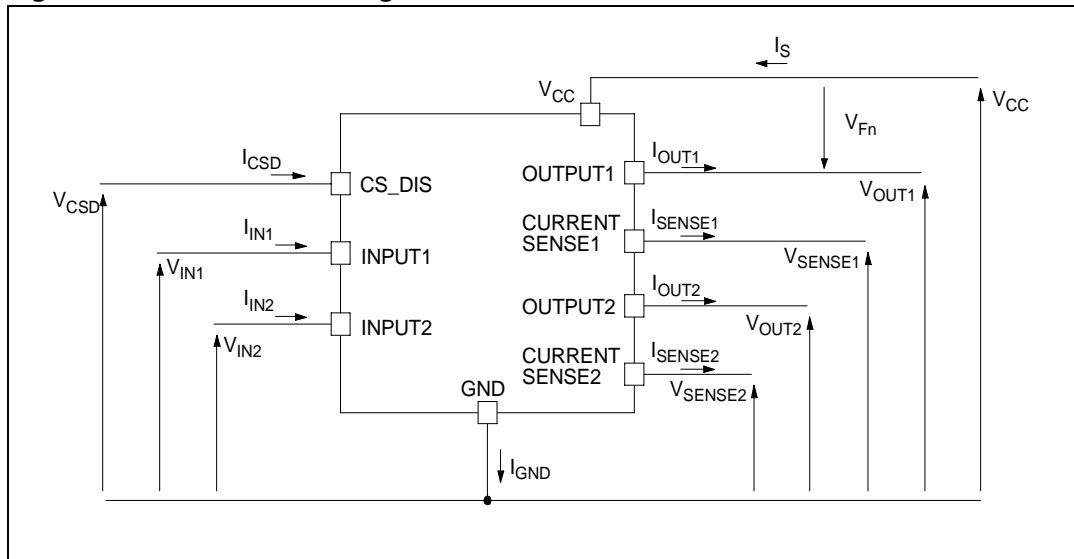 I_S
V_CC
V_CC
V_Fn
I_CSD
I_OUT1
CS_DIS
OUTPUT1
V_CSD
V_OUT1
I_IN1
CURRENT
SENSE1
I_SENSE1
INPUT1
V_IN1
V_SENSE1
I_IN2
I_OUT2
INPUT2
OUTPUT2
V_IN2
V_OUT2
CURRENT
SENSE2
I_SENSE2
GND
V_SENSE2
I_GND